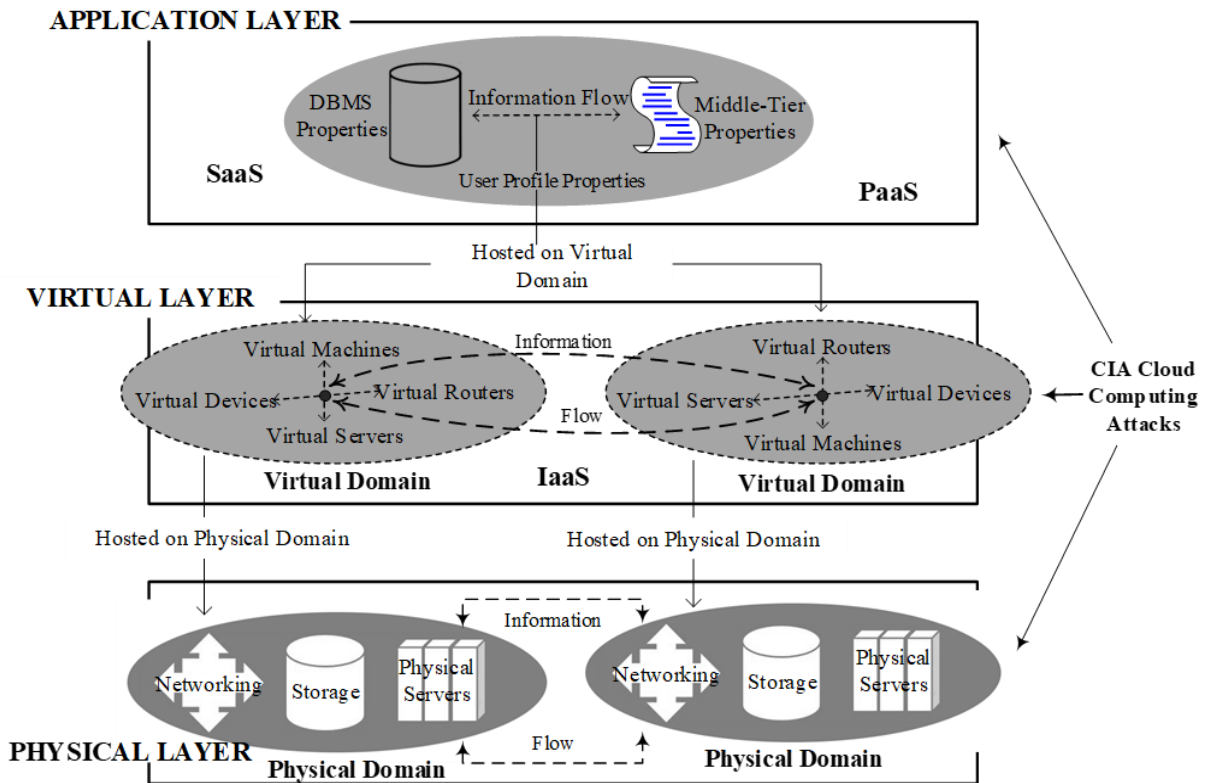 APPLICATION LAYER
DBMS
Properties
Information Flow
Middle-Tier
Properties
SaaS
User Profile Properties
PaaS
Hosted on Virtual
Domain
VIRTUAL LAYER
Virtual Machines
Virtual Devices
Virtual Routers
Virtual Servers
Information
Flow
Virtual Routers
Virtual Servers
Virtual Devices
Virtual Machines
Virtual Domain
IaaS
Virtual Domain
CIA Cloud
Computing
Attacks
Hosted on Physical Domain
Hosted on Physical Domain
Networking
Storage
Physical
Servers
Information
Flow
Networking
Storage
Physical
Servers
PHYSICAL LAYER
Physical Domain
Physical Domain